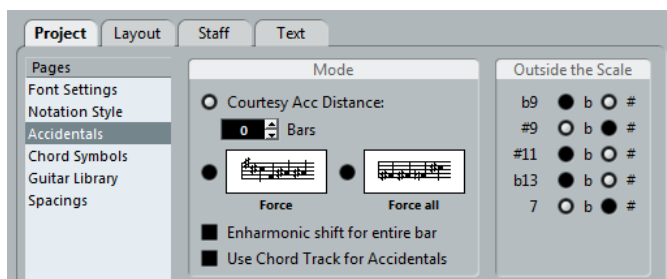 Project Layout Staff Text
Pages
Font Settings
Notation Style
Accidentals
Chord Symbols
Guitar Library
Spacings
Mode
Courtesy Acc Distance:
0 Bars
Force Force all
Enharmonic shift for entire bar
Use Chord Track for Accidentals
Outside the Scale
b9 b #
#9 b #
#11 b #
b13 b #
7 b #